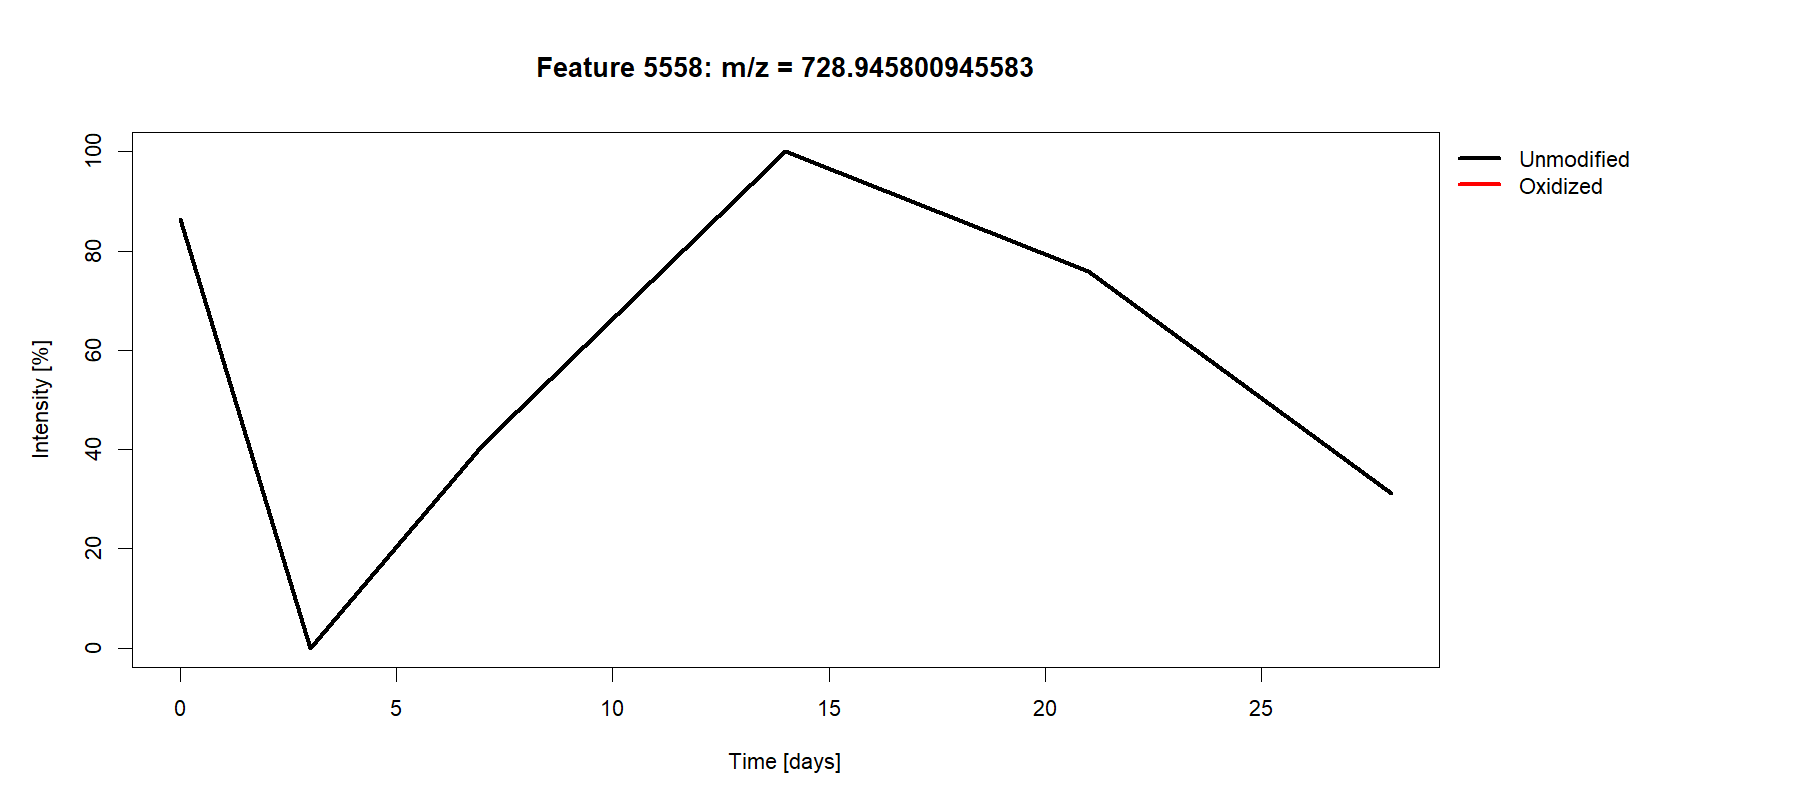 Feature 5558: m/z = 728.945800945583
Unmodified
Oxidized
Intensity [%]
100
80
60
40
20
0
0 5 10 15 20 25
Time [days]